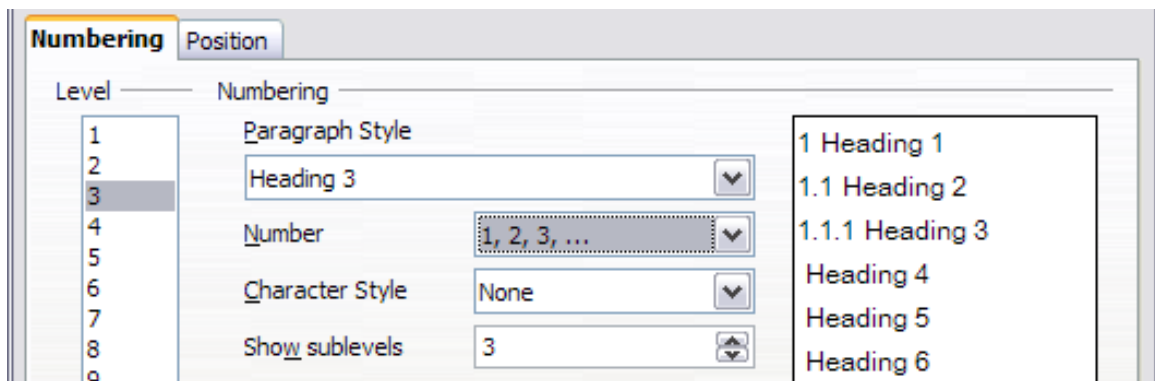 Numbering Position
Level Numbering
1
2
3
4
5
6
7
8
9
Paragraph Style
Heading 3
Number 1, 2, 3, ...
Character Style None
Show sublevels 3
1 Heading 1
1.1 Heading 2
1.1.1 Heading 3
Heading 4
Heading 5
Heading 6